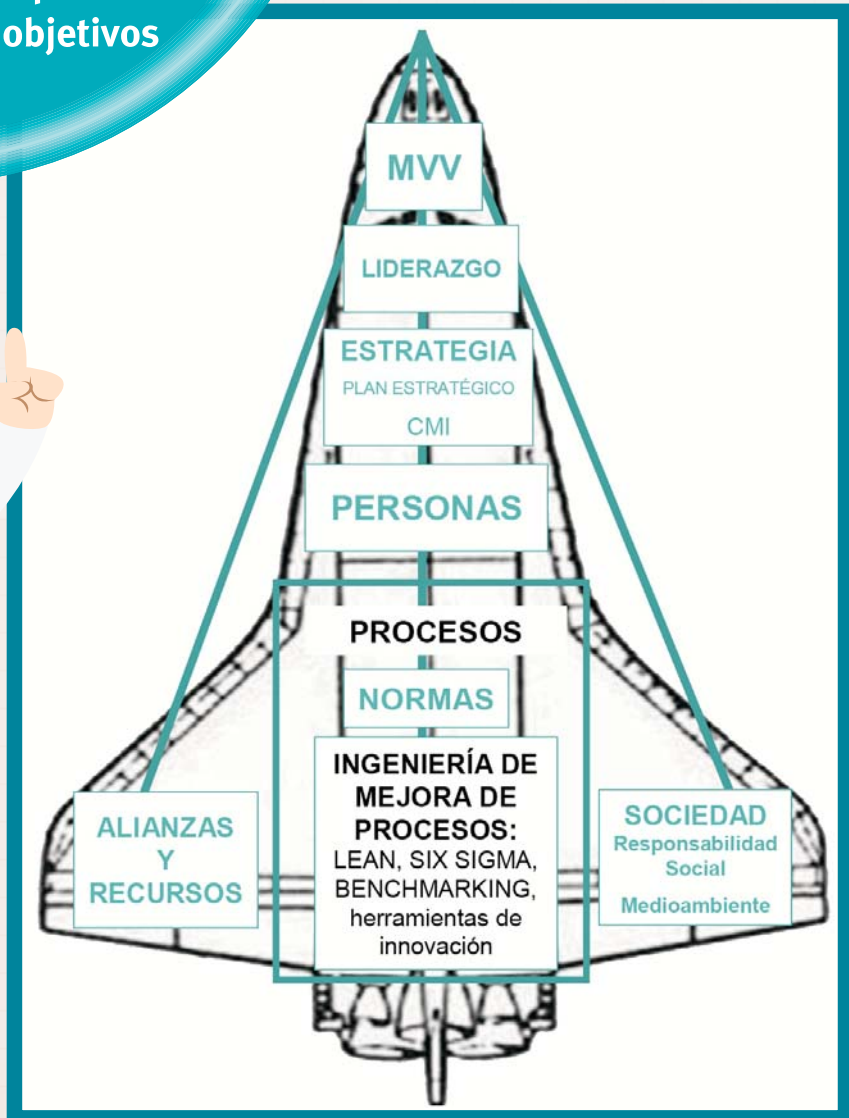 objetivos
MVV
LIDERAZGO
ESTRATEGIA
PLAN ESTRATÉGICO
CMI
PERSONAS
PROCESOS
NORMAS
INGENIERÍA DE
MEJORA DE
PROCESOS:
LEAN, SIX SIGMA,
BENCHMARKING,
herramientas de
innovación
ALIANZAS
Y
RECURSOS
SOCIEDAD
Responsabilidad
Social
Medioambiente